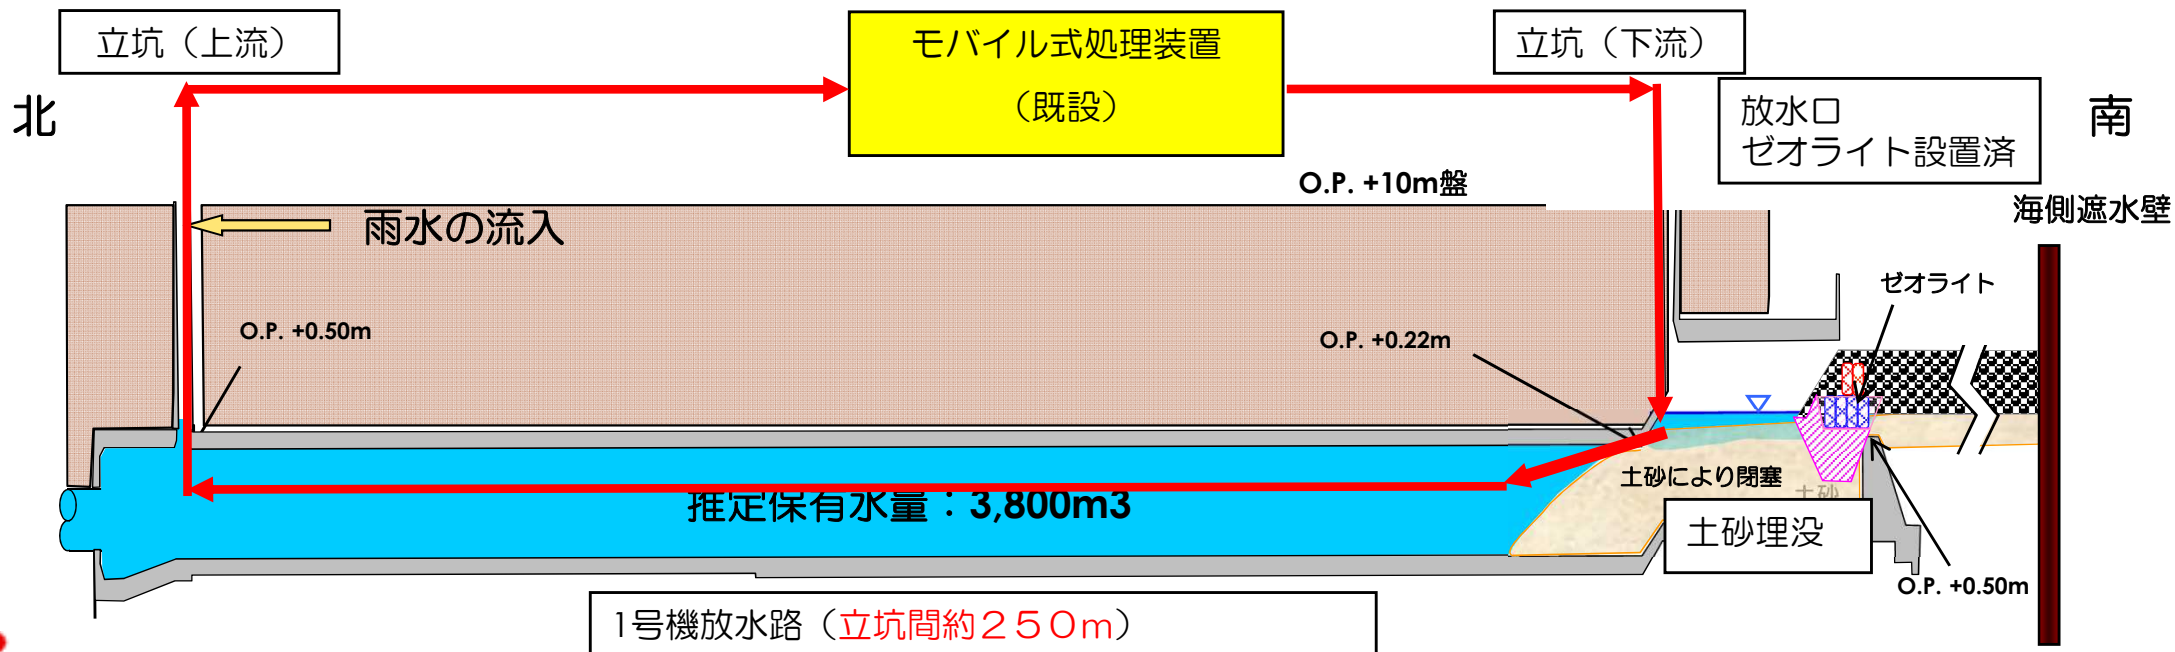 立坑（上流）
モバイル式処理装置
（既設）
立坑（下流）
放水口
ゼオライト設置済
北
南
O.P. +10m盤
海側遮水壁
雨水の流入
ゼオライト
O.P. +0.50m
O.P. +0.22m
土砂により閉塞
土砂
推定保有水量：3,800m3
土砂埋没
O.P. +0.50m
1号機放水路（立坑間約２５０ｍ）